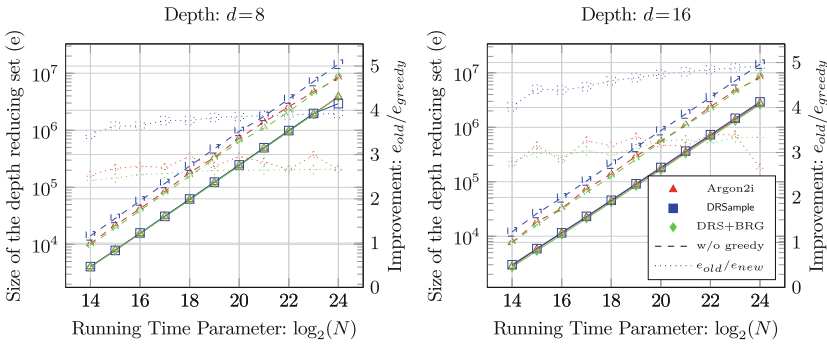 Depth: d=8
Size of the depth reducing set (e)
10^7
10^6
10^5
10^4
5
4
3
2
1
0
Improvement: e_old/e_greedy
14 16 18 20 22 24
Running Time Parameter: log_2(N)
Depth: d=16
Size of the depth reducing set (e)
10^7
10^6
10^5
10^4
5
4
3
2
1
0
Improvement: e_old/e_greedy
14 16 18 20 22 24
Running Time Parameter: log_2(N)
Argon2i
DRSample
DRS+BRG
w/o greedy
e_old/e_new